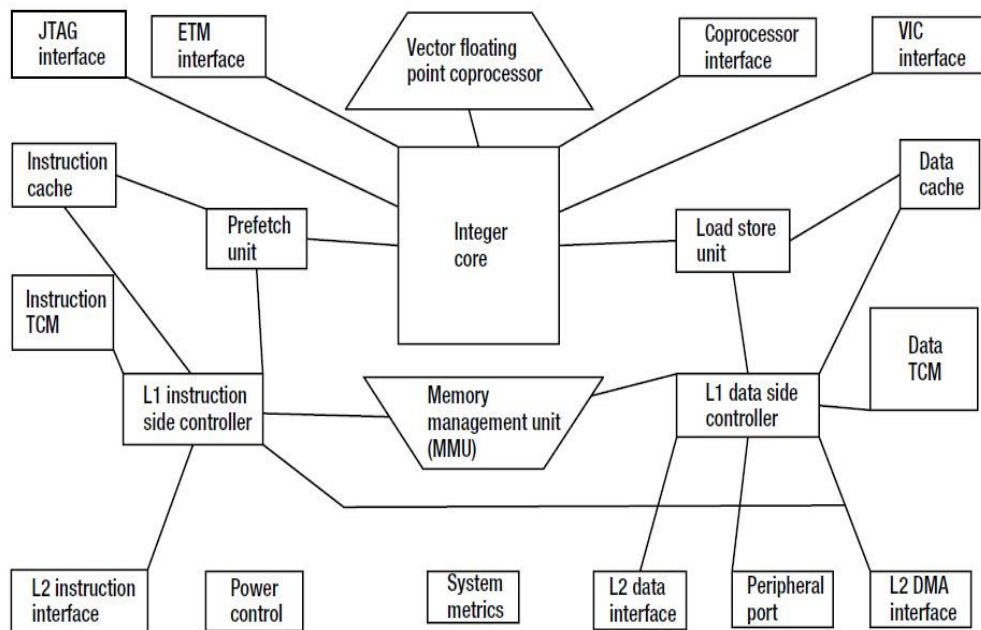 JTAG
interface
ETM
interface
Vector floating
point coprocessor
Coprocessor
interface
VIC
interface
Instruction
cache
Prefetch
unit
Integer
core
Load store
unit
Data
cache
Instruction
TCM
Data
TCM
L1 instruction
side controller
Memory
management unit
(MMU)
L1 data side
controller
L2 instruction
interface
Power
control
System
metrics
L2 data
interface
Peripheral
port
L2 DMA
interface